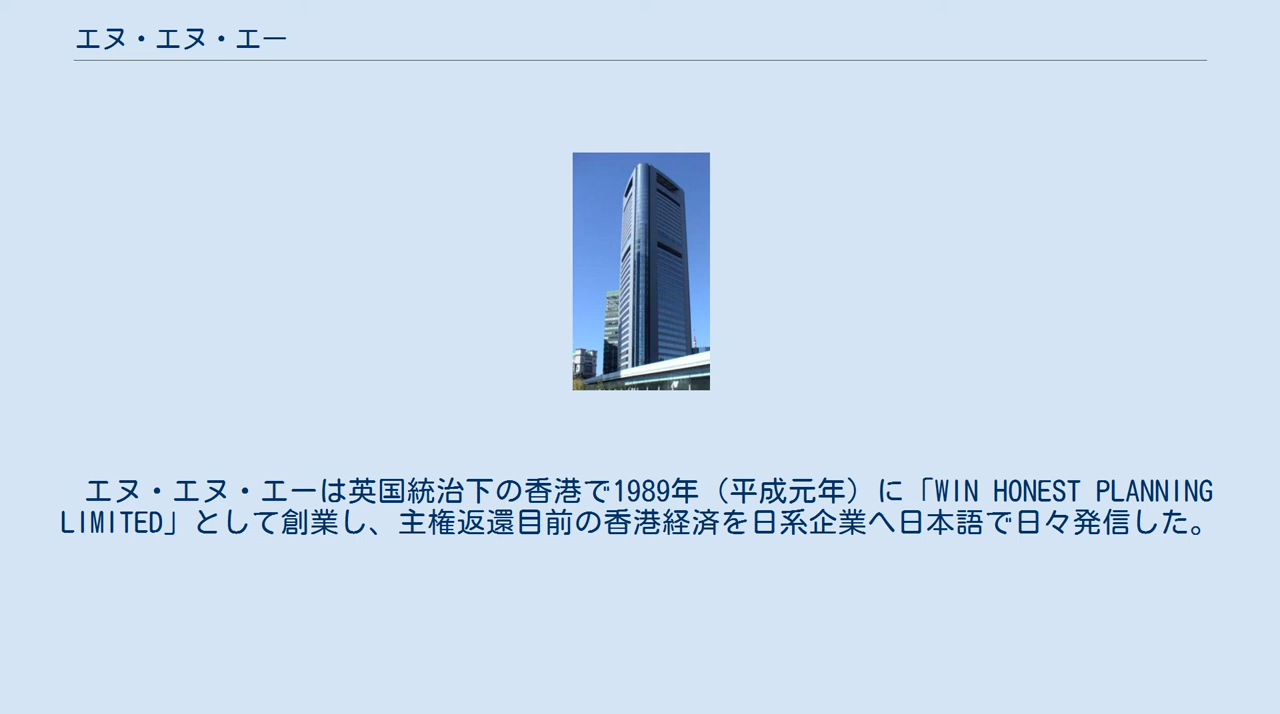 エヌ・エヌ・エー
エヌ・エヌ・エーは英国統治下の香港で1989年（平成元年）に「WIN HONEST PLANNING
LIMITED」として創業し、主権返還目前の香港経済を日系企業へ日本語で日々発信した。